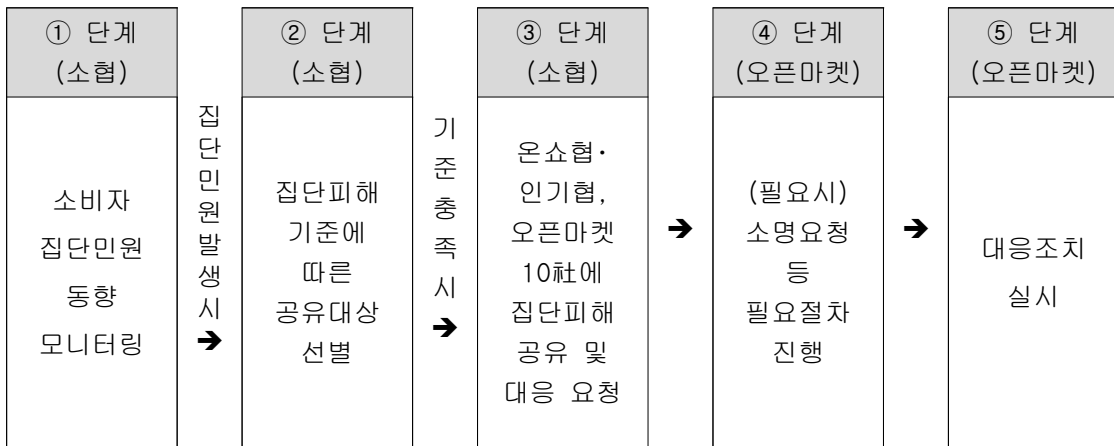 ① 단계
(소협)
소비자
집단민원
동향
모니터링
집단민원발생시
➔
② 단계
(소협)
집단피해
기준에
따른
공유대상
선별
기준충족시
➔
③ 단계
(소협)
온쇼협·
인기협,
오픈마켓
10社에
집단피해
공유 및
대응 요청
➔
④ 단계
(오픈마켓)
(필요시)
소명요청
등
필요절차
진행
➔
⑤ 단계
(오픈마켓)
대응조치
실시